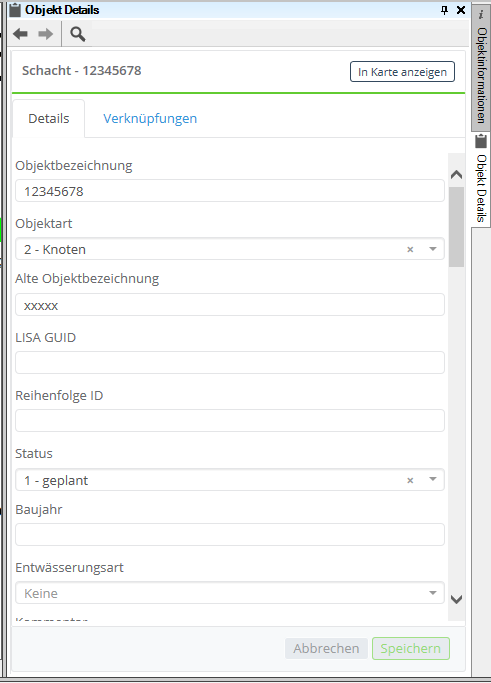 Objekt Details
Schacht - 12345678
In Karte anzeigen
Details
Verknüpfungen
Objektbezeichnung
12345678
Objektart
2 - Knoten
Alte Objektbezeichnung
xxxxx
LISA GUID
Reihenfolge ID
Status
1 - geplant
Baujahr
Entwässerungsart
Keine
Kommentar
Abbrechen
Speichern
i Objektinformationen
Objekt Details